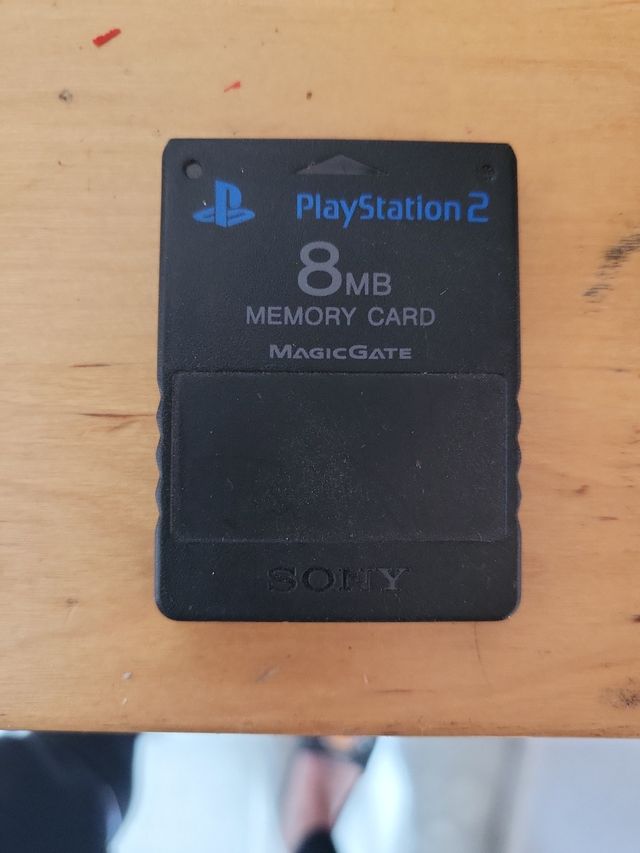 PlayStation 2
8MB
MEMORY CARD
MAGICGATE
SONY